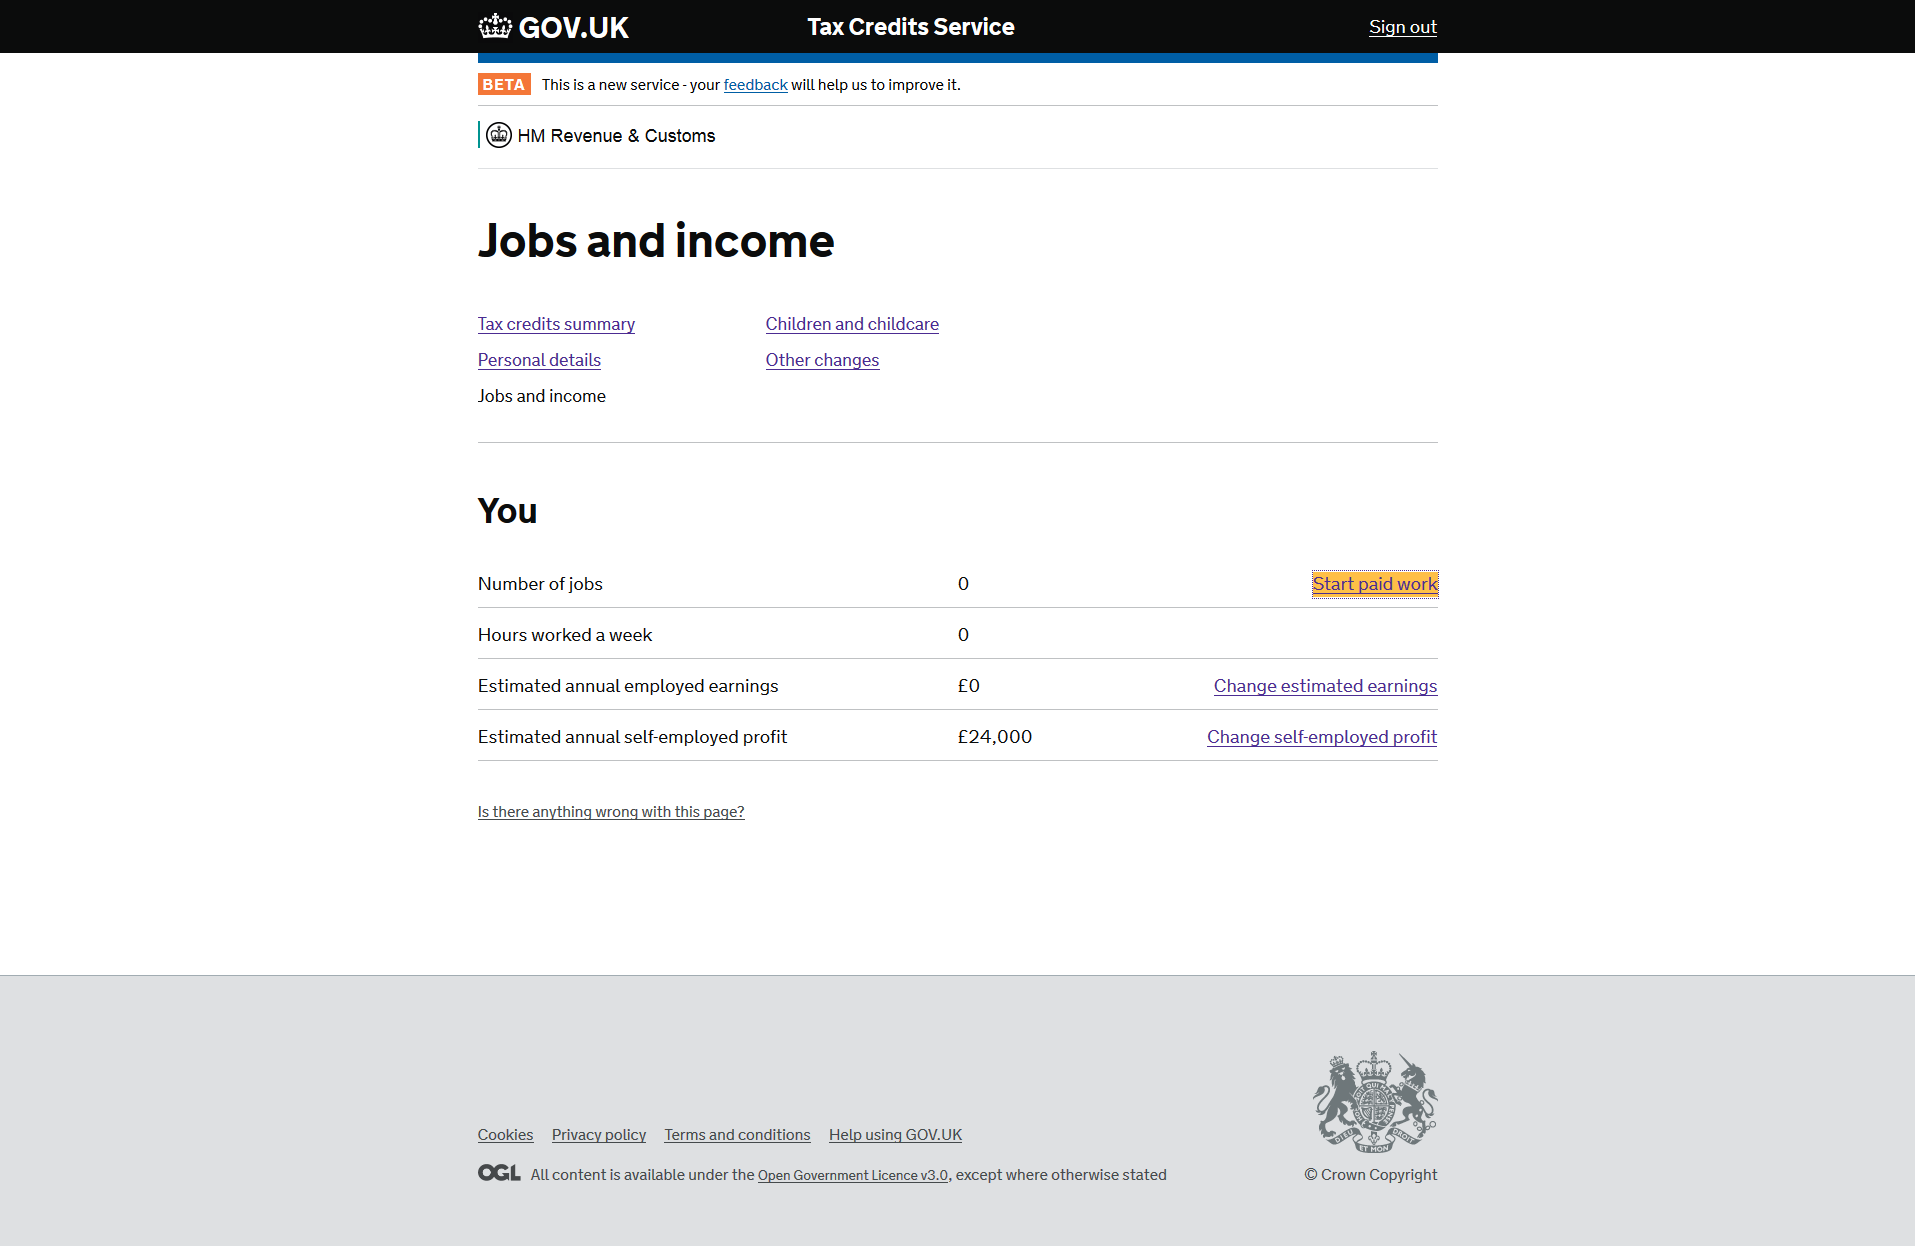 GOV.UK Tax Credits Service Sign out
BETA This is a new service - your feedback will help us to improve it.
HM Revenue & Customs
Jobs and income
Tax credits summary Children and childcare
Personal details Other changes
Jobs and income
You
Number of jobs 0 Start paid work
Hours worked a week 0
Estimated annual employed earnings £0 Change estimated earnings
Estimated annual self-employed profit £24,000 Change self-employed profit
Is there anything wrong with this page?
Cookies Privacy policy Terms and conditions Help using GOV.UK
OGL All content is available under the Open Government Licence v3.0, except where otherwise stated
© Crown Copyright